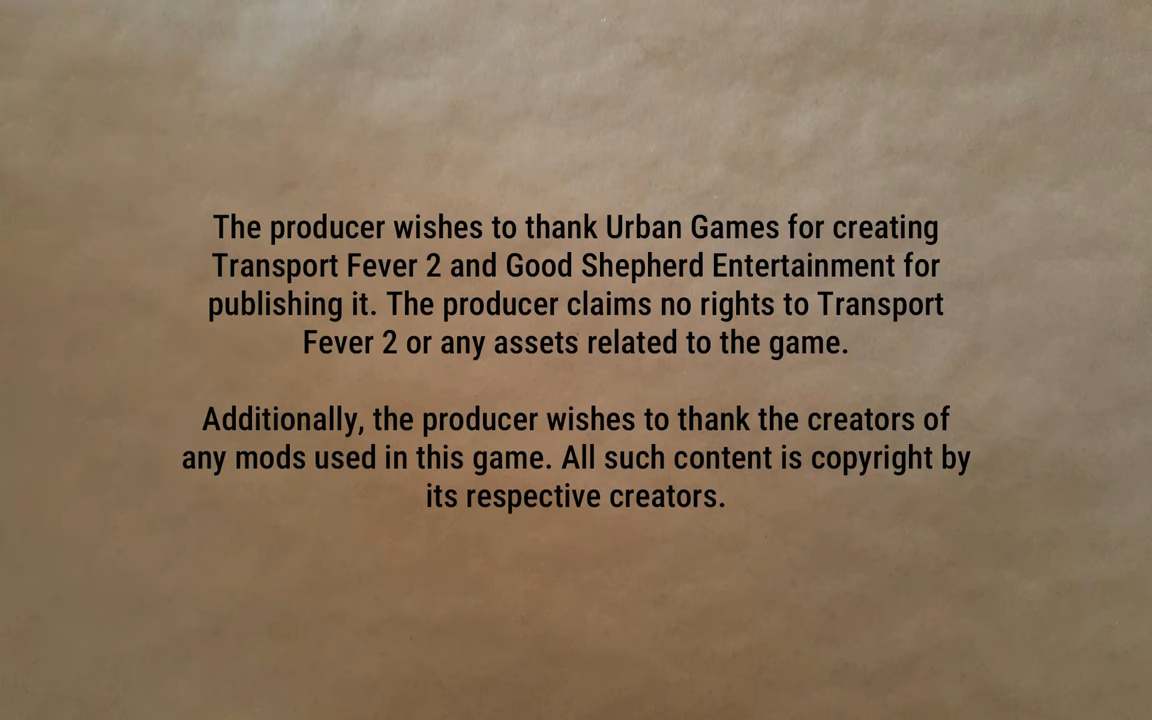 The producer wishes to thank Urban Games for creating
Transport Fever 2 and Good Shepherd Entertainment for
publishing it. The producer claims no rights to Transport
Fever 2 or any assets related to the game.
Additionally, the producer wishes to thank the creators of
any mods used in this game. All such content is copyright by
its respective creators.